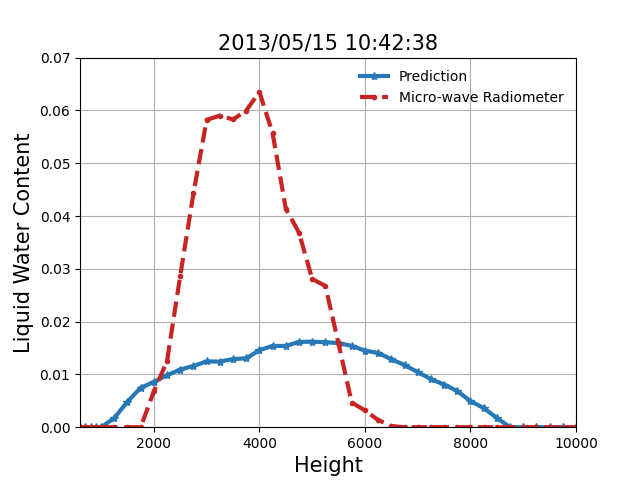 2013/05/15 10:42:38
0.07
0.06
0.05
0.04
0.03
0.02
0.01
0.00
Liquid Water Content
Prediction
Micro-wave Radiometer
2000 4000 6000 8000 10000
Height